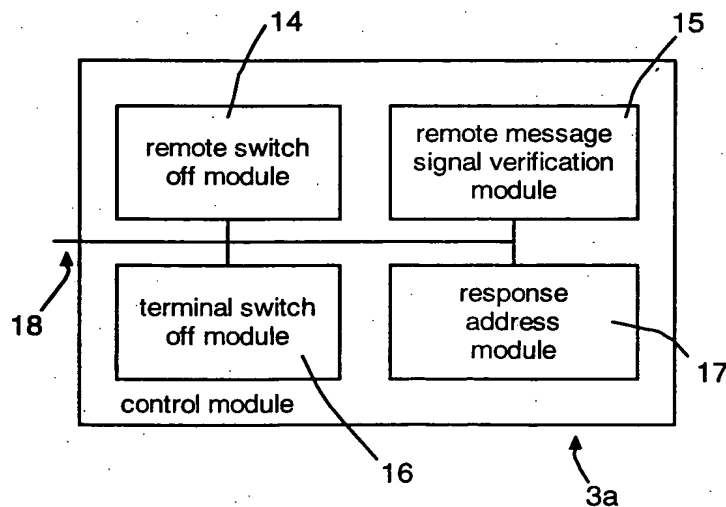 14
15
remote switch
off module
remote message
signal verification
module
18
terminal switch
off module
response
address
module
17
control module
16
3a